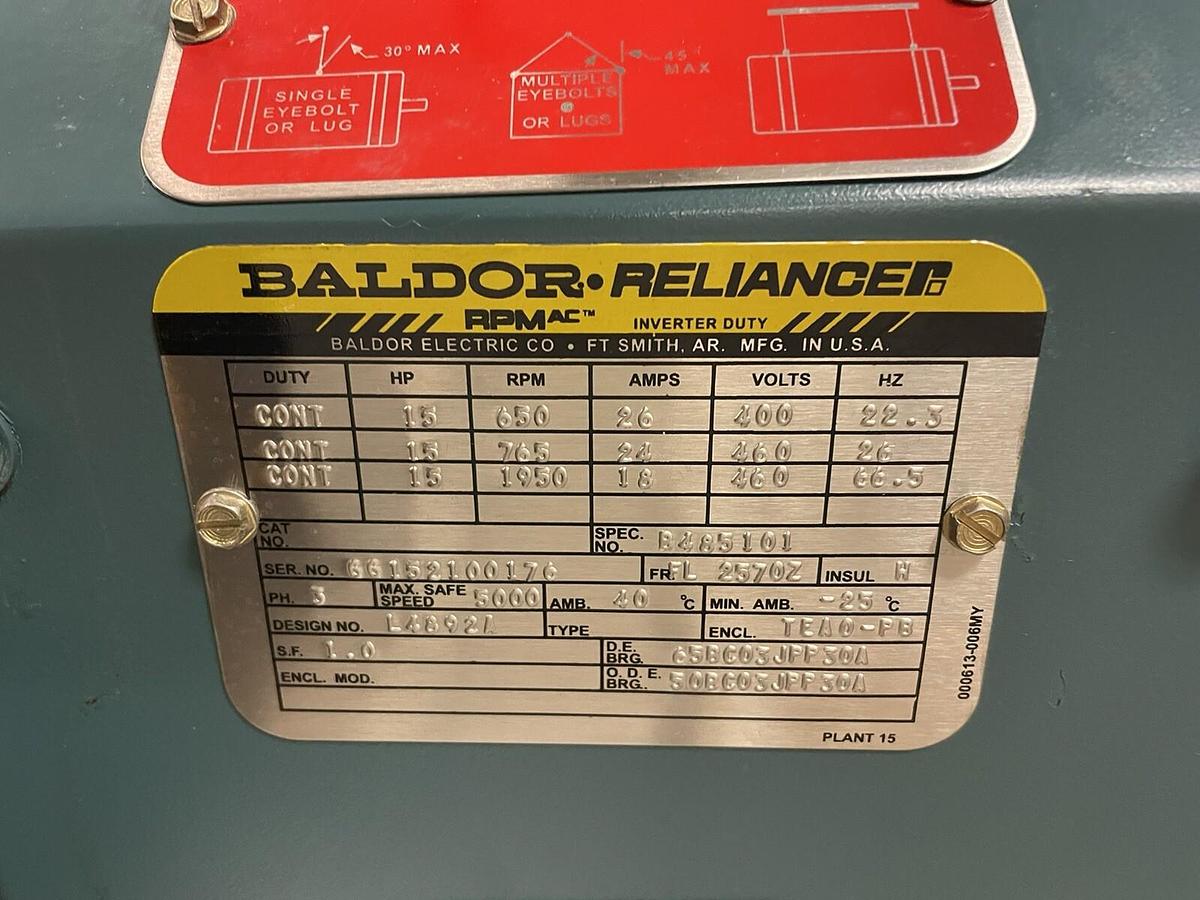 30° MAX
SINGLE
EYEBOLT
OR LUG
MULTIPLE
EYEBOLTS
OR LUGS
45°
MAX
BALDOR•RELIANCER
RPM AC™ INVERTER DUTY
BALDOR ELECTRIC CO • FT SMITH, AR. MFG. IN U.S.A.
DUTY HP RPM AMPS VOLTS HZ
CONT 15 650 26 400 22.3
CONT 15 765 24 460 26
CONT 15 1950 18 460 66.5
CAT NO. SPEC. NO. B485101
SER. NO. GG152100176 FR. FL 2570Z INSUL H
PH. 3 MAX. SAFE SPEED 5000 AMB. 40 °C MIN. AMB. -25 °C
DESIGN NO. L4892A TYPE ENCL. TEAO-PB
S.F. 1.0 D.E. BRG. 65BC03JPP30A
ENCL. MOD. O.D.E. BRG. 50BC03JPP30A
PLANT 15
000613-006MY